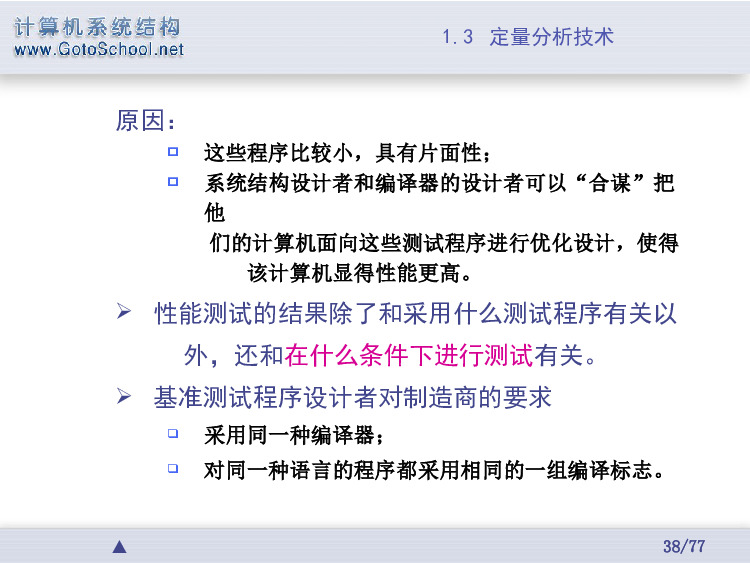 计算机系统结构
www.GotoSchool.net
1.3 定量分析技术
原因：
这些程序比较小，具有片面性；
系统结构设计者和编译器的设计者可以“合谋”把
他
们的计算机面向这些测试程序进行优化设计，使得
该计算机显得性能更高。
性能测试的结果除了和采用什么测试程序有关以
外，还和在什么条件下进行测试有关。
基准测试程序设计者对制造商的要求
采用同一种编译器；
对同一种语言的程序都采用相同的一组编译标志。
38/77